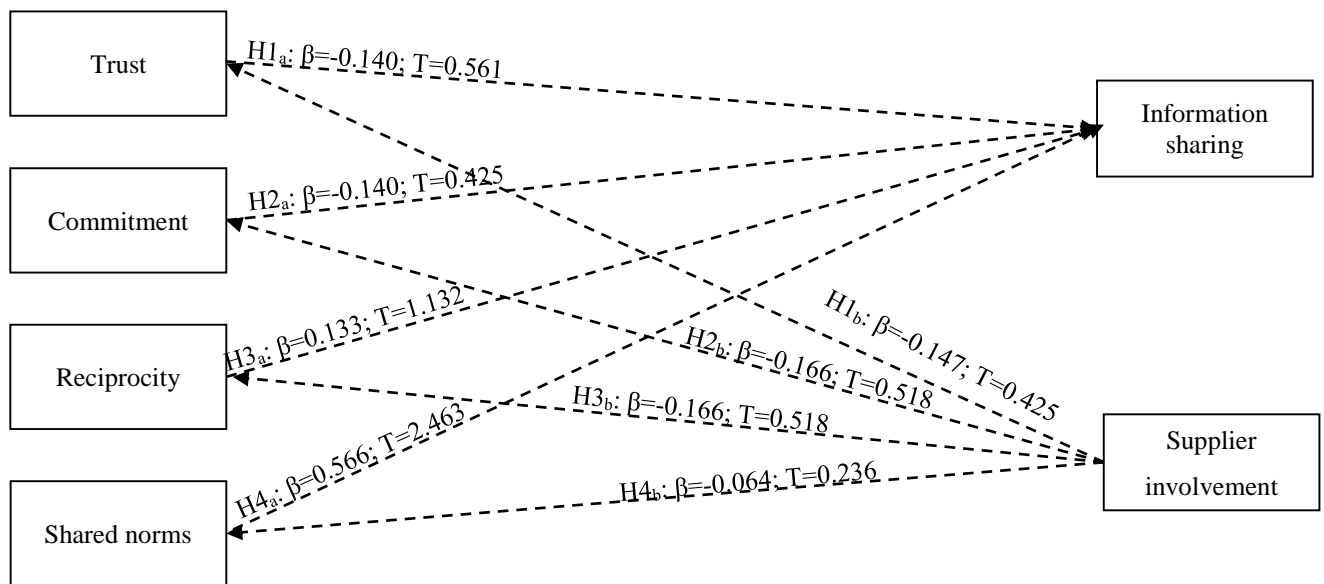 Trust
H1ₐ: β=-0.140; T=0.561
Information
sharing
Commitment
H2ₐ: β=-0.140; T=0.425
Reciprocity
H3ₐ: β=0.133; T=1.132
H1b: β=-0.147; T=0.425
H2b: β=-0.166; T=0.518
H3b: β=-0.166; T=0.518
Supplier
involvement
Shared norms
H4ₐ: β=0.566; T=2.463
H4b: β=-0.064; T=0.236